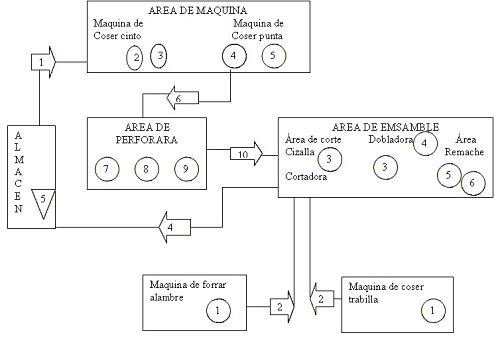 AREA DE MAQUINA
Maquina de
Coser cinto
2
3
Maquina de
Coser punta
4
5
1
6
A
L
M
A
C
E
N
5
AREA DE
PERFORARA
7
8
9
10
AREA DE EMSAMBLE
Área de corte
Cizalla
3
Cortadora
Dobladora
4
3
Área
Remache
5
6
4
Maquina de forrar
alambre
1
2
2
Maquina de coser
trabilla
1